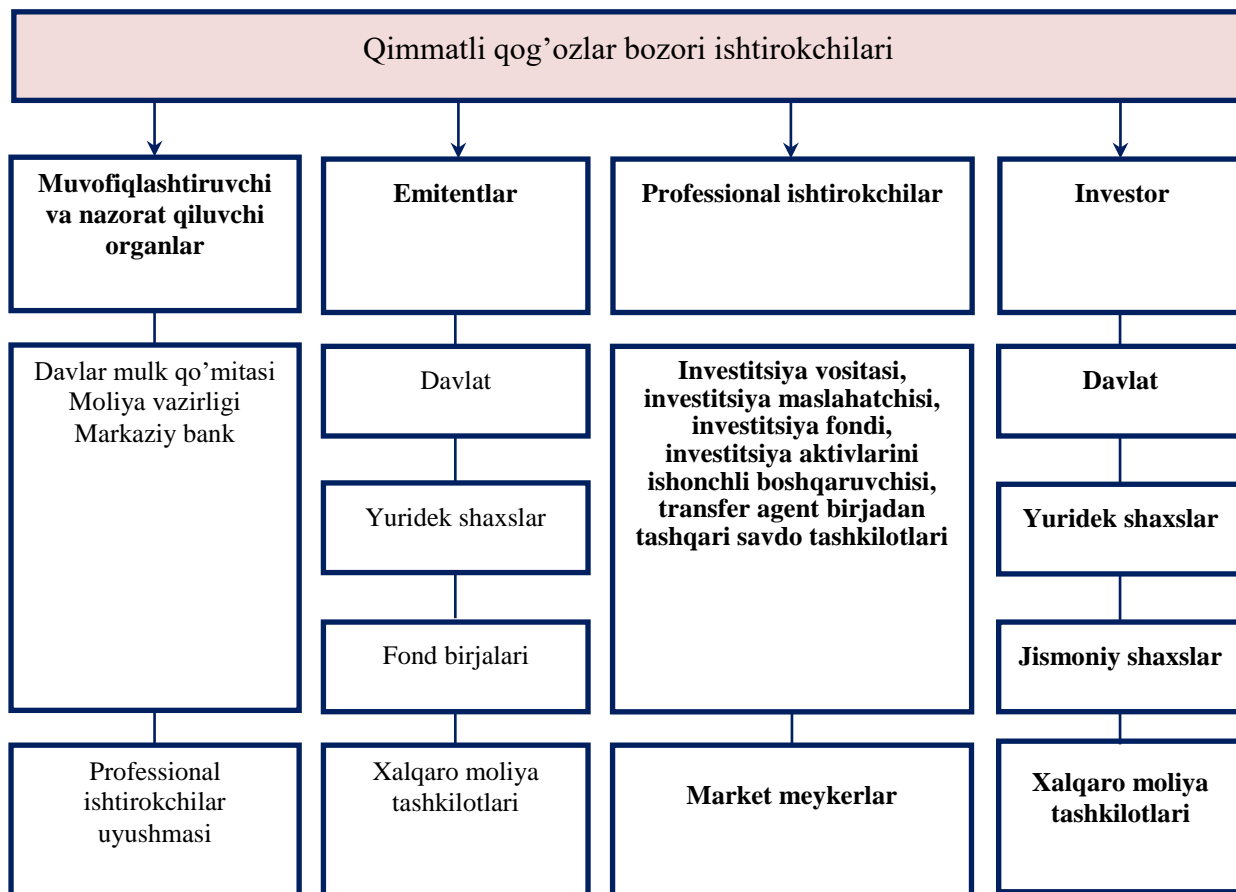 Qimmatli qog’ozlar bozori ishtirokchilari
Muvofiqlashtiruvchi
va nazorat qiluvchi
organlar
Emitentlar
Professional ishtirokchilar
Investor
Davlar mulk qo’mitasi
Moliya vazirligi
Markaziy bank
Davlat
Yuridek shaxslar
Fond birjalari
Investitsiya vositasi,
investitsiya maslahatchisi,
investitsiya fondi,
investitsiya aktivlarini
ishonchli boshqaruvchisi,
transfer agent birjadan
tashqari savdo tashkilotlari
Davlat
Yuridek shaxslar
Jismoniy shaxslar
Professional
ishtirokchilar
uyushmasi
Xalqaro moliya
tashkilotlari
Market meykerlar
Xalqaro moliya
tashkilotlari